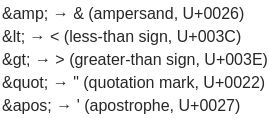 &amp; → & (ampersand, U+0026)
&lt; → < (less-than sign, U+003C)
&gt; → > (greater-than sign, U+003E)
&quot; → " (quotation mark, U+0022)
&apos; → ' (apostrophe, U+0027)